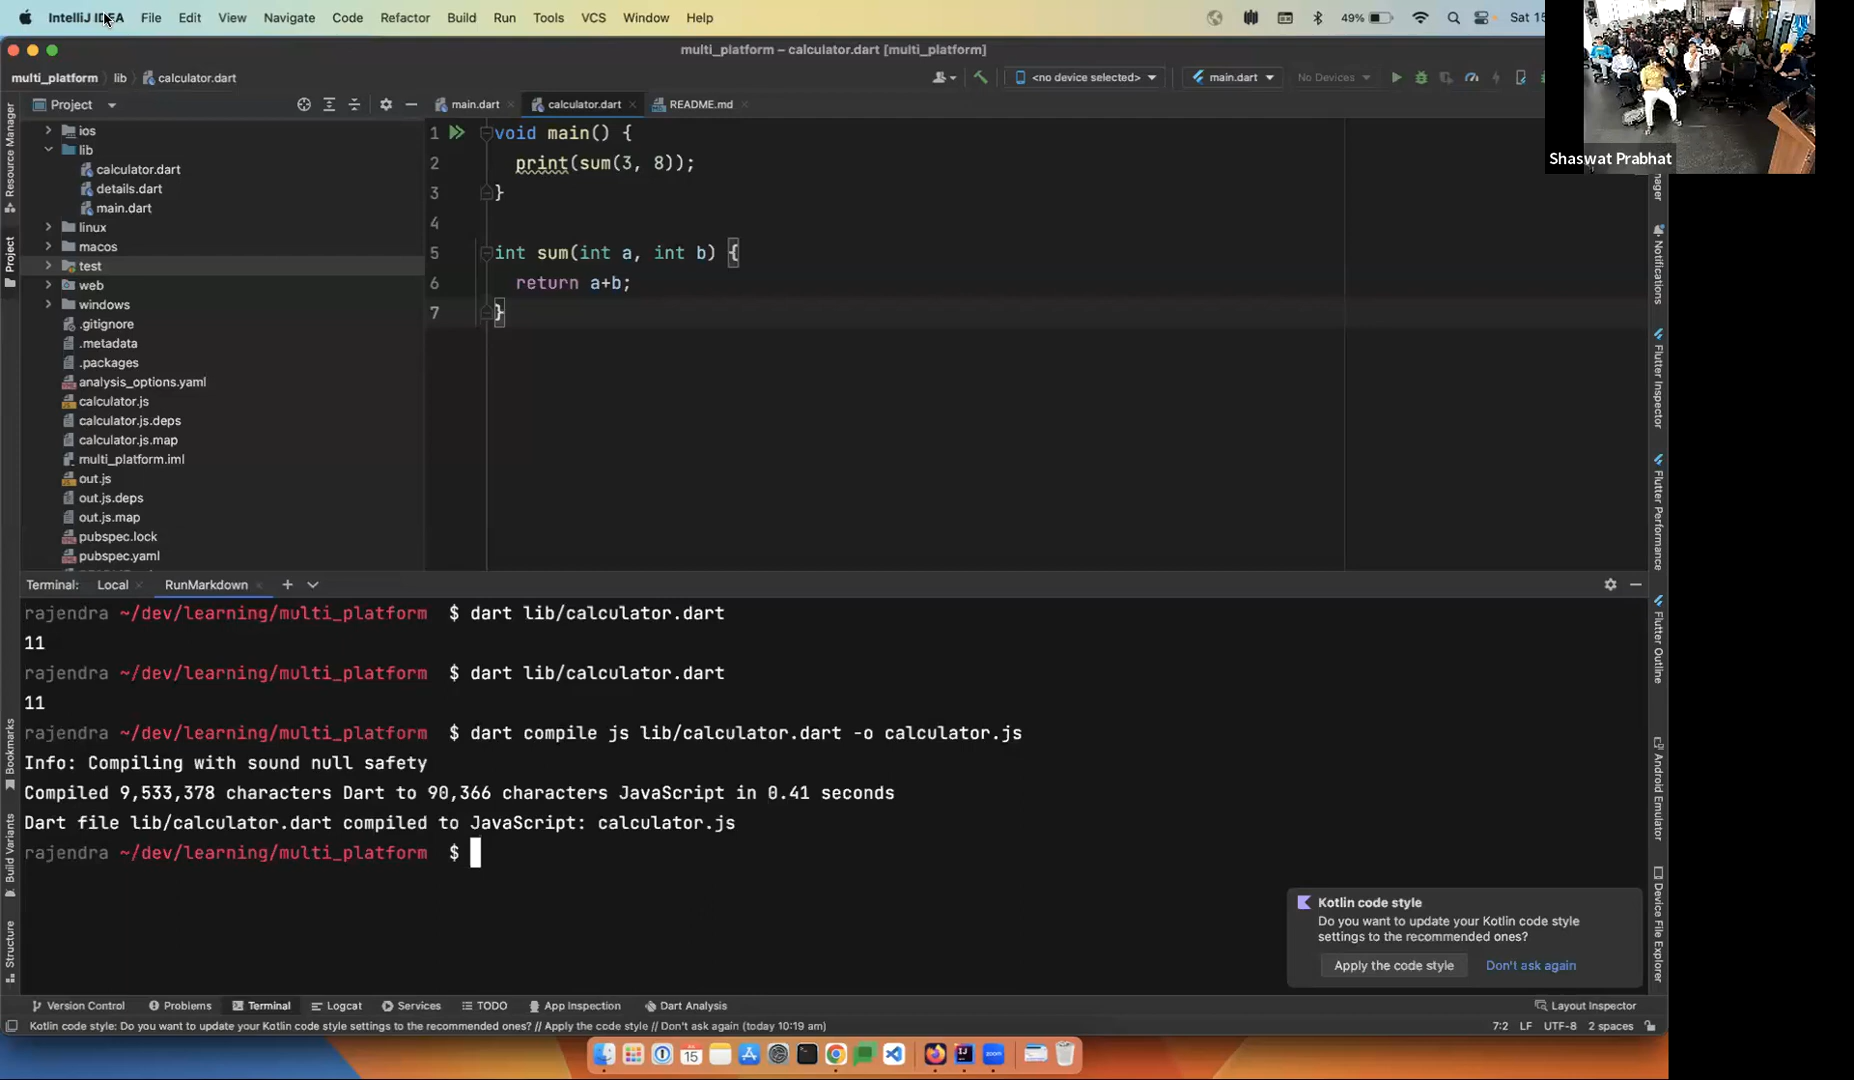 IntelliJ IDEA File Edit View Navigate Code Refactor Build Run Tools VCS Window Help 49% Sat 15
multi_platform – calculator.dart [multi_platform]
multi_platform lib calculator.dart <no device selected> main.dart No Devices
Project main.dart calculator.dart README.md
Resource Manager
Project
Bookmarks
Build Variants
Structure
ios
lib
calculator.dart
details.dart
main.dart
linux
macos
test
web
windows
.gitignore
.metadata
.packages
analysis_options.yaml
calculator.js
calculator.js.deps
calculator.js.map
multi_platform.iml
out.js
out.js.deps
out.js.map
pubspec.lock
pubspec.yaml
1 void main() {
2 print(sum(3, 8));
3 }
4
5 int sum(int a, int b) {
6 return a+b;
7 }
Shaswat Prabhat
Notifications
Flutter Inspector
Flutter Performance
Flutter Outline
Android Emulator
Device File Explorer
Terminal: Local RunMarkdown
rajendra ~/dev/learning/multi_platform $ dart lib/calculator.dart
11
rajendra ~/dev/learning/multi_platform $ dart lib/calculator.dart
11
rajendra ~/dev/learning/multi_platform $ dart compile js lib/calculator.dart -o calculator.js
Info: Compiling with sound null safety
Compiled 9,533,378 characters Dart to 90,366 characters JavaScript in 0.41 seconds
Dart file lib/calculator.dart compiled to JavaScript: calculator.js
rajendra ~/dev/learning/multi_platform $
Kotlin code style
Do you want to update your Kotlin code style
settings to the recommended ones?
Apply the code style Don't ask again
Version Control Problems Terminal Logcat Services TODO App Inspection Dart Analysis Layout Inspector
Kotlin code style: Do you want to update your Kotlin code style settings to the recommended ones? // Apply the code style // Don't ask again (today 10:19 am) 7:2 LF UTF-8 2 spaces
15
zoom